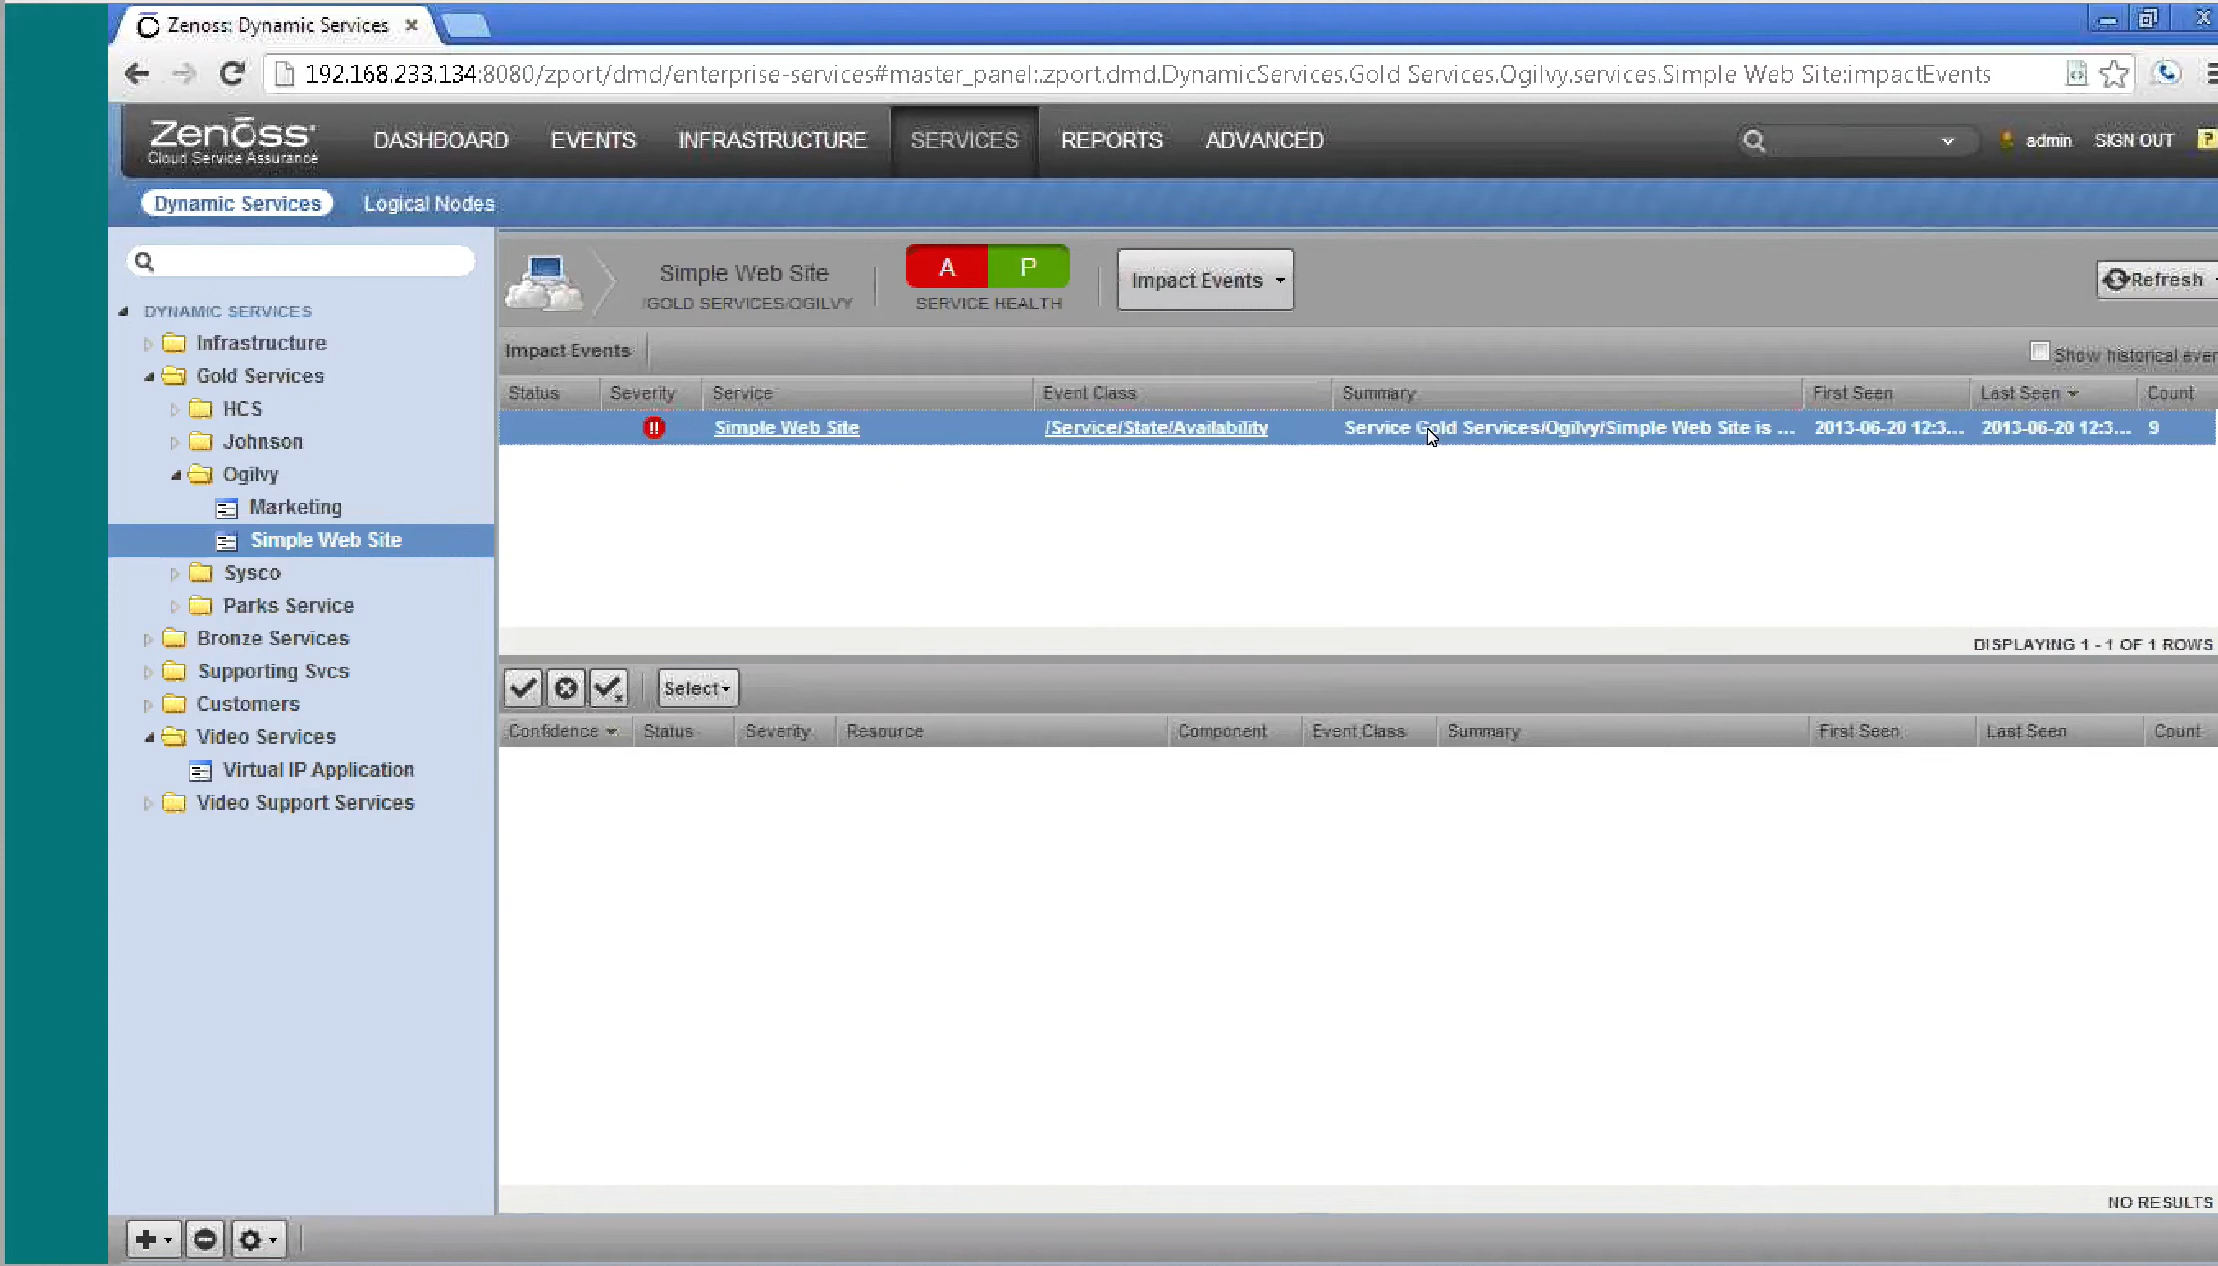 Zenoss: Dynamic Services
192.168.233.134:8080/zport/dmd/enterprise-services#master_panel:.zport.dmd.DynamicServices.Gold Services.Ogilvy.services.Simple Web Site:impactEvents
Zenoss
Cloud Service Assurance
DASHBOARD EVENTS INFRASTRUCTURE SERVICES REPORTS ADVANCED
admin SIGN OUT ?
Dynamic Services Logical Nodes
Simple Web Site
/GOLD SERVICES/OGILVY
A P
SERVICE HEALTH
Impact Events
Refresh
DYNAMIC SERVICES
Infrastructure
Gold Services
HCS
Johnson
Ogilvy
Marketing
Simple Web Site
Sysco
Parks Service
Bronze Services
Supporting Svcs
Customers
Video Services
Virtual IP Application
Video Support Services
Impact Events
Show historical
Status Severity Service Event Class Summary First Seen Last Seen Count
!! Simple Web Site /Service/State/Availability Service Gold Services/Ogilvy/Simple Web Site is ... 2013-06-20 12:3... 2013-06-20 12:3... 9
DISPLAYING 1 - 1 OF 1 ROWS
Select
Confidence Status Severity Resource Component Event Class Summary First Seen Last Seen Count
NO RESULTS